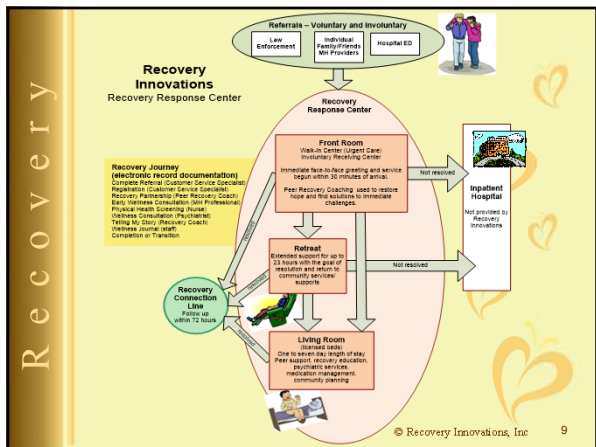 Recovery
Referrals – Voluntary and Involuntary
Law
Enforcement
Individual
Family/Friends
MH Providers
Hospital ED
Recovery
Innovations
Recovery Response Center
Recovery
Response Center
Front Room
Walk-In Center (Urgent Care)
Involuntary Receiving Center
Immediate face-to-face greeting and service
begun within 30 minutes of arrival.
Peer Recovery Coaching used to restore
hope and find solutions to immediate
challenges.
Not resolved
Inpatient
Hospital
Not provided by
Recovery
Innovations
Recovery Journey
(electronic record documentation)
Complete Referral (Customer Service Specialist)
Registration (Customer Service Specialist)
Recovery Partnership (Peer Recovery Coach)
Early Wellness Consultation (MH Professional)
Physical Health Screening (Nurse)
Wellness Consultation (Psychiatrist)
Telling My Story (Recovery Coach)
Wellness Journal (staff)
Completion or Transition
resolved
Retreat
Extended support for up to
23 hours with the goal of
resolution and return to
community services/
supports
Not resolved
resolved
Recovery
Connection
Line
Follow up
within 72 hours
resolved
Living Room
(licensed beds)
One to seven day length of stay
Peer support, recovery education,
psychiatric services,
medication management,
community planning
© Recovery Innovations, Inc
9